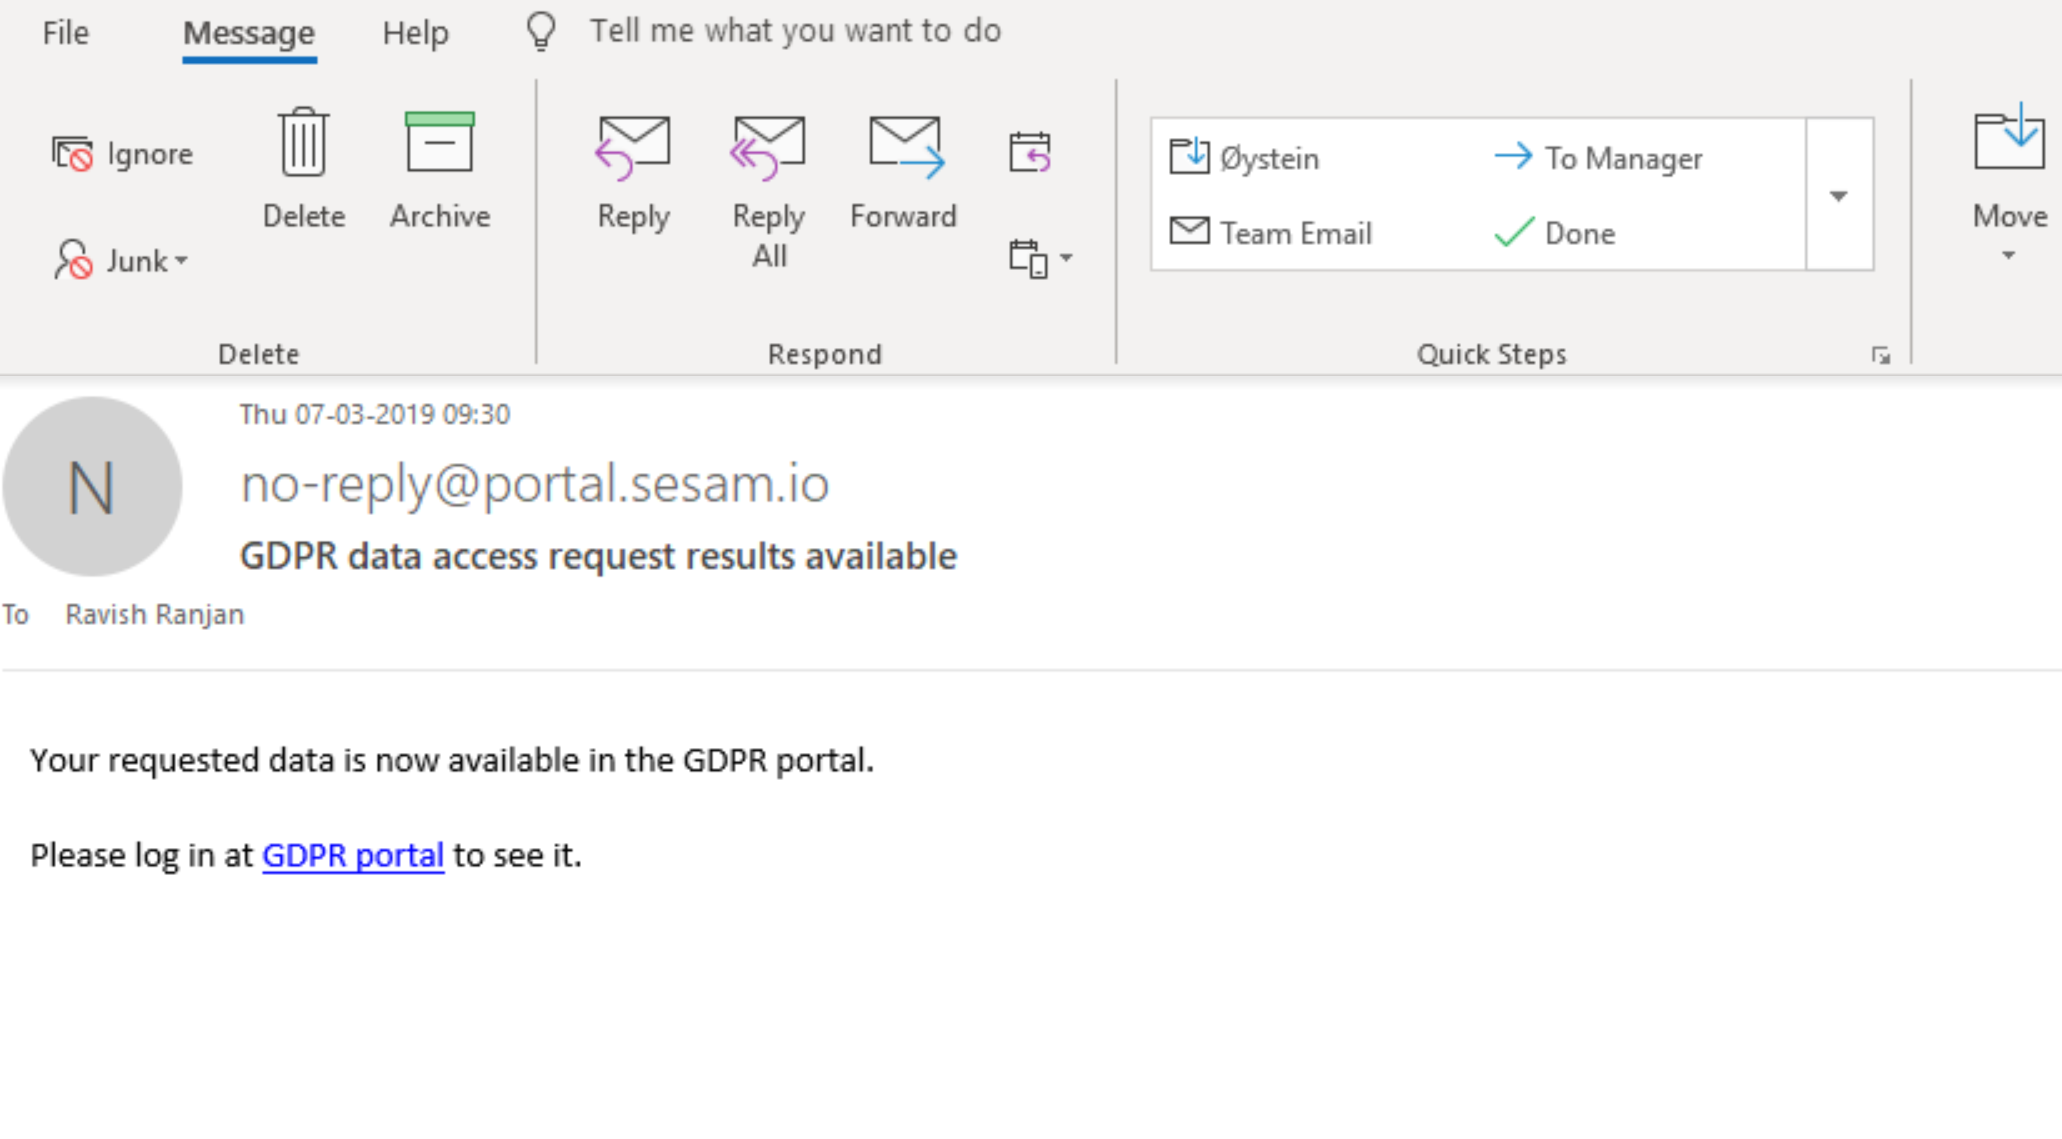 File Message Help Tell me what you want to do
Ignore
Junk
Delete
Archive
Delete
Reply
Reply All
Forward
Respond
Øystein
To Manager
Team Email
Done
Quick Steps
Move
N
Thu 07-03-2019 09:30
no-reply@portal.sesam.io
GDPR data access request results available
To Ravish Ranjan
Your requested data is now available in the GDPR portal.
Please log in at GDPR portal to see it.